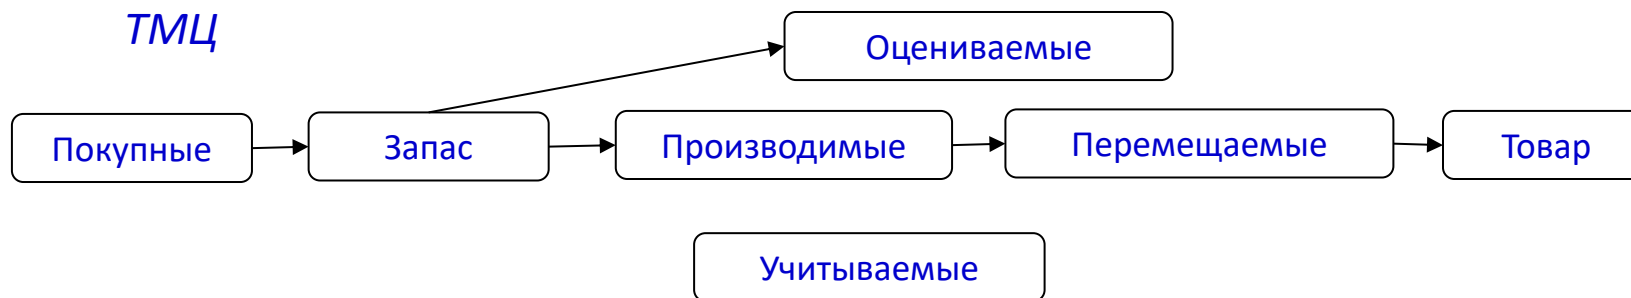 ТМЦ
Оцениваемые
Покупные
Запас
Производимые
Перемещаемые
Товар
Учитываемые